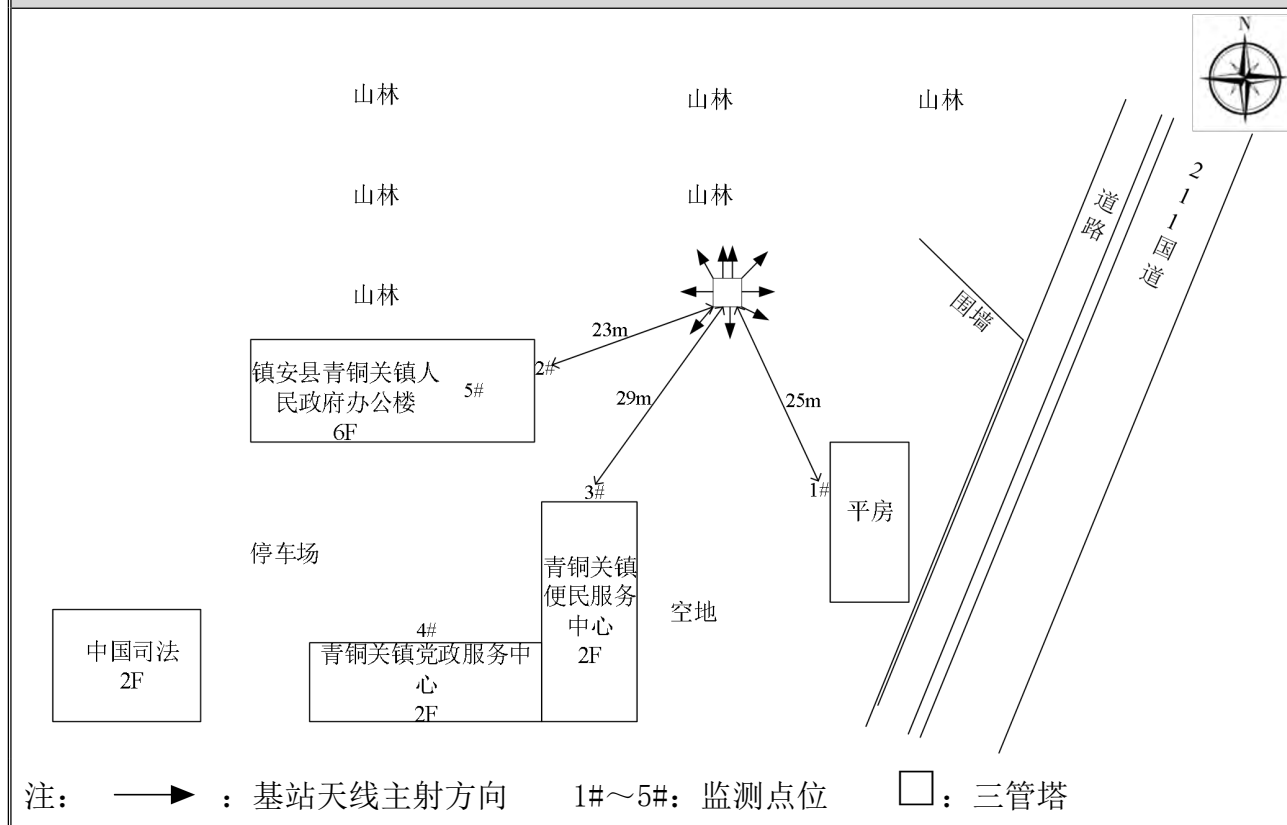 N
山林
山林
山林
山林
山林
道路
211国道
山林
围墙
23m
2#
镇安县青铜关镇人
民政府办公楼
6F
5#
29m
25m
3#
1#
平房
停车场
青铜关镇
便民服务
中心
2F
空地
4#
中国司法
2F
青铜关镇党政服务中
心
2F
注： ：基站天线主射方向 1#～5#：监测点位 ：三管塔